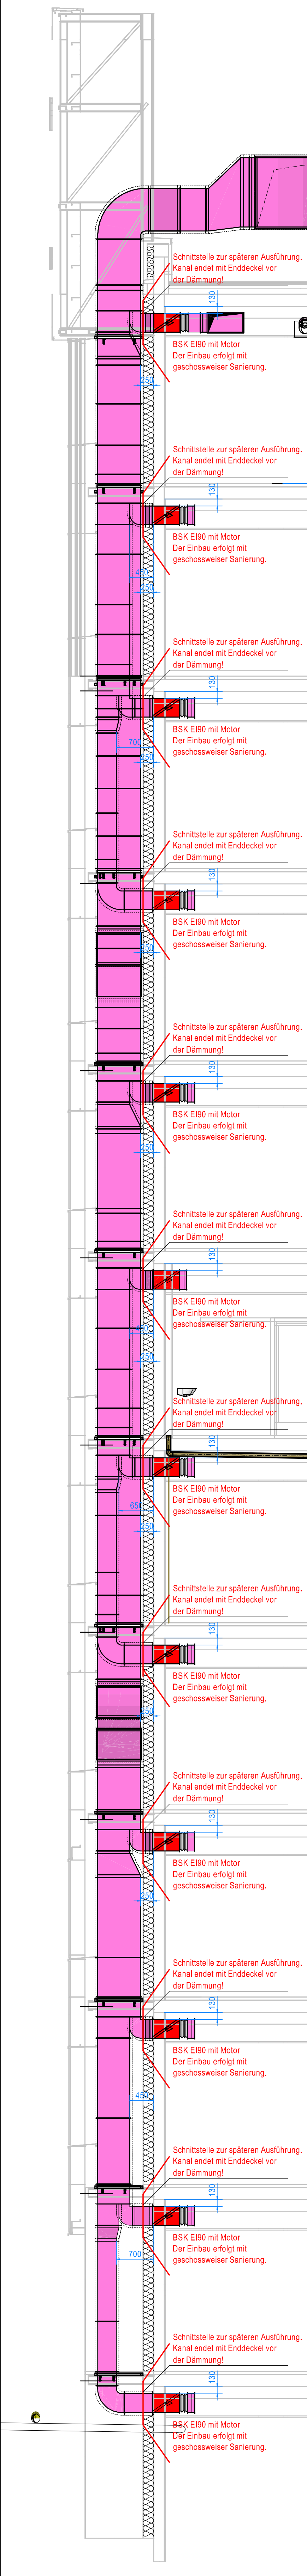 Schnittstelle zur späteren Ausführung.
Kanal endet mit Enddeckel vor
der Dämmung!
130
BSK EI90 mit Motor
Der Einbau erfolgt mit
geschossweiser Sanierung.
250
Schnittstelle zur späteren Ausführung.
Kanal endet mit Enddeckel vor
der Dämmung!
130
BSK EI90 mit Motor
Der Einbau erfolgt mit
geschossweiser Sanierung.
450
250
Schnittstelle zur späteren Ausführung.
Kanal endet mit Enddeckel vor
der Dämmung!
130
BSK EI90 mit Motor
Der Einbau erfolgt mit
geschossweiser Sanierung.
700
250
Schnittstelle zur späteren Ausführung.
Kanal endet mit Enddeckel vor
der Dämmung!
130
BSK EI90 mit Motor
Der Einbau erfolgt mit
geschossweiser Sanierung.
250
Schnittstelle zur späteren Ausführung.
Kanal endet mit Enddeckel vor
der Dämmung!
130
BSK EI90 mit Motor
Der Einbau erfolgt mit
geschossweiser Sanierung.
250
Schnittstelle zur späteren Ausführung.
Kanal endet mit Enddeckel vor
der Dämmung!
130
BSK EI90 mit Motor
Der Einbau erfolgt mit
geschossweiser Sanierung.
250
Schnittstelle zur späteren Ausführung.
Kanal endet mit Enddeckel vor
der Dämmung!
130
BSK EI90 mit Motor
Der Einbau erfolgt mit
geschossweiser Sanierung.
650
250
Schnittstelle zur späteren Ausführung.
Kanal endet mit Enddeckel vor
der Dämmung!
130
BSK EI90 mit Motor
Der Einbau erfolgt mit
geschossweiser Sanierung.
250
Schnittstelle zur späteren Ausführung.
Kanal endet mit Enddeckel vor
der Dämmung!
130
BSK EI90 mit Motor
Der Einbau erfolgt mit
geschossweiser Sanierung.
250
Schnittstelle zur späteren Ausführung.
Kanal endet mit Enddeckel vor
der Dämmung!
130
BSK EI90 mit Motor
Der Einbau erfolgt mit
geschossweiser Sanierung.
450
Schnittstelle zur späteren Ausführung.
Kanal endet mit Enddeckel vor
der Dämmung!
130
BSK EI90 mit Motor
Der Einbau erfolgt mit
geschossweiser Sanierung.
700
Schnittstelle zur späteren Ausführung.
Kanal endet mit Enddeckel vor
der Dämmung!
130
BSK EI90 mit Motor
Der Einbau erfolgt mit
geschossweiser Sanierung.